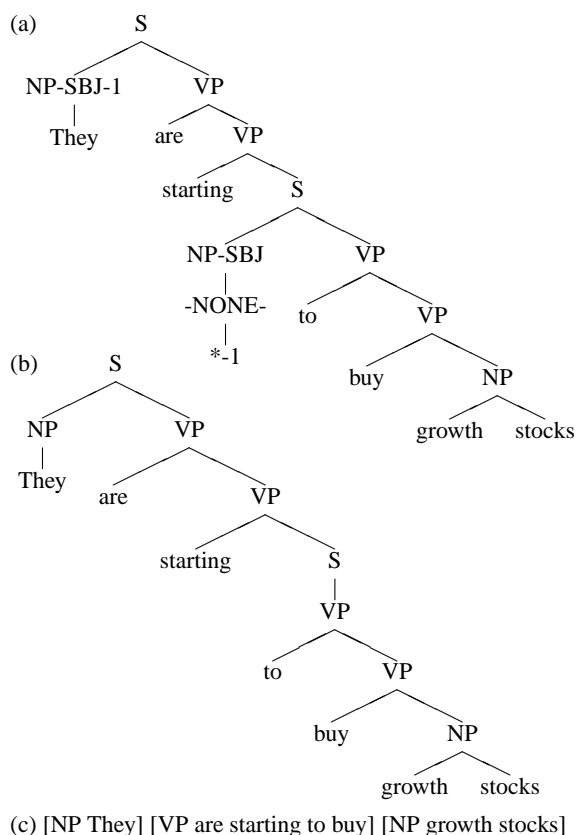 (a)
S
NP-SBJ-1 VP
They are VP
starting S
NP-SBJ VP
-NONE- to VP
*-1 buy NP
growth stocks
(b)
S
NP VP
They are VP
starting S
VP
to VP
buy NP
growth stocks
(c) [NP They] [VP are starting to buy] [NP growth stocks]